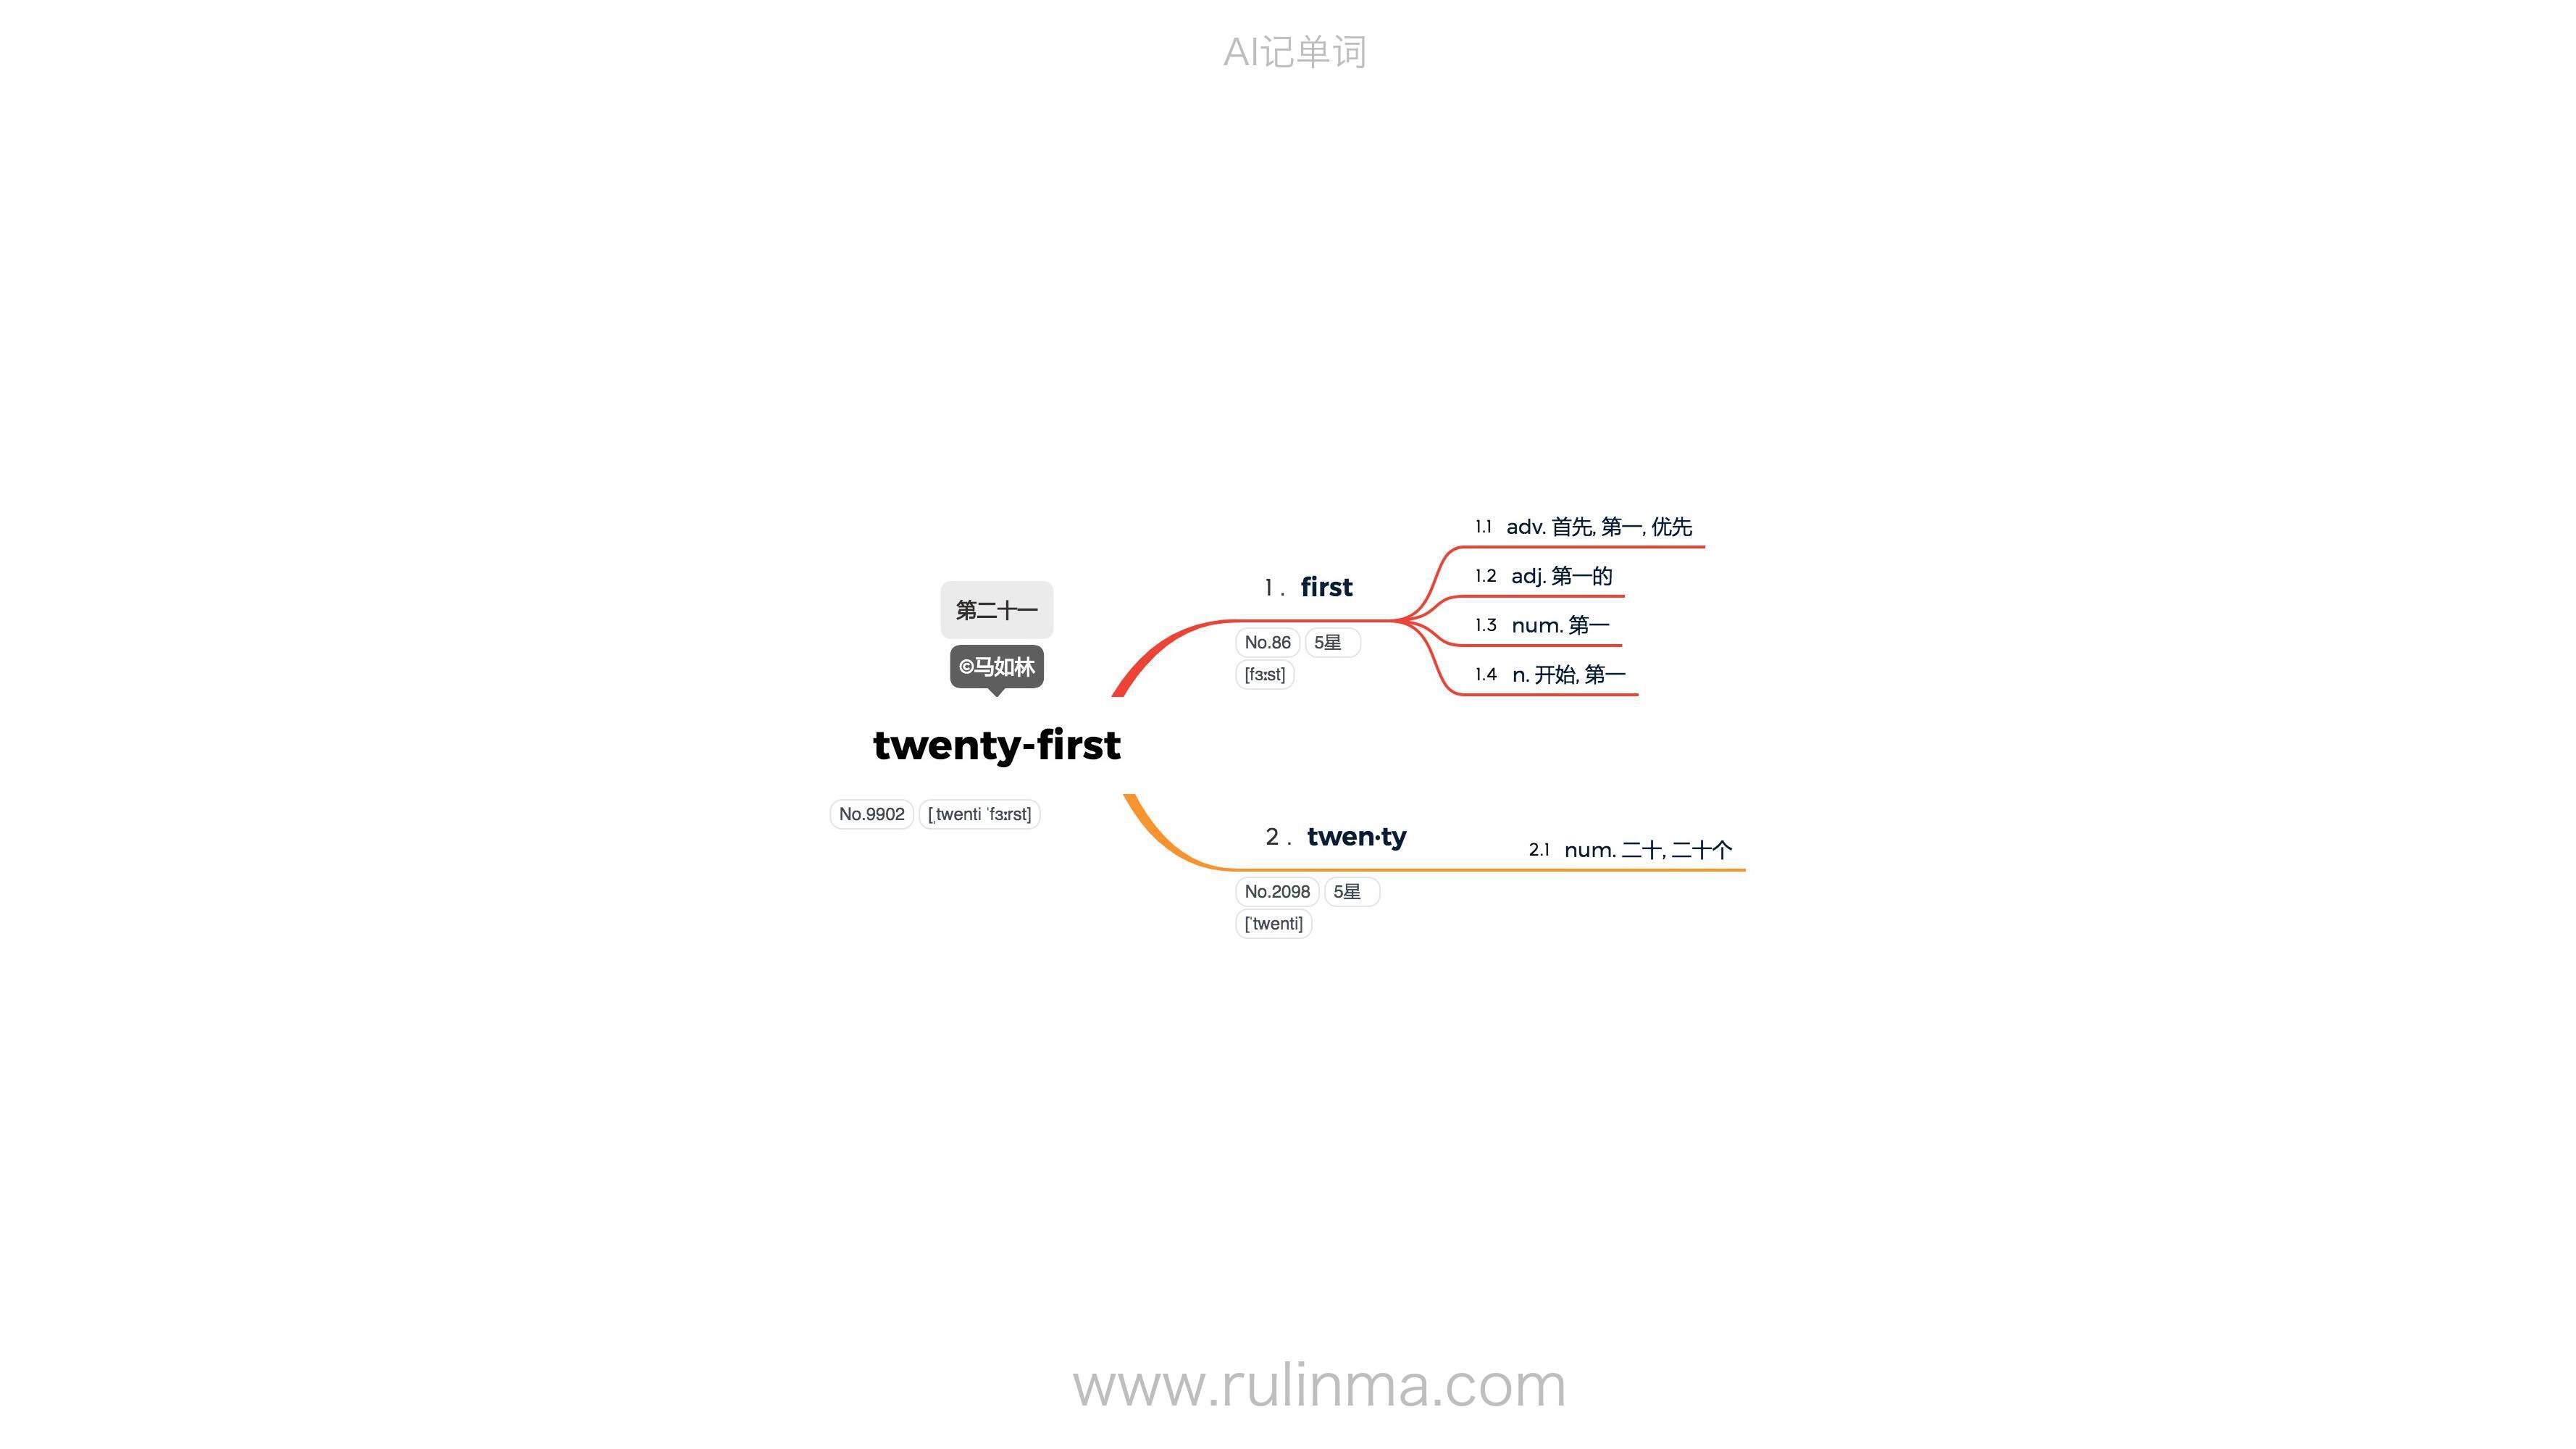 AI记单词
第二十一
©马如林
twenty-first
No.9902 [ˌtwenti ˈfɜːrst]
1. first
No.86 5星
[fɜːst]
1.1 adv. 首先, 第一, 优先
1.2 adj. 第一的
1.3 num. 第一
1.4 n. 开始, 第一
2. twen·ty
No.2098 5星
[ˈtwenti]
2.1 num. 二十, 二十个
www.rulinma.com